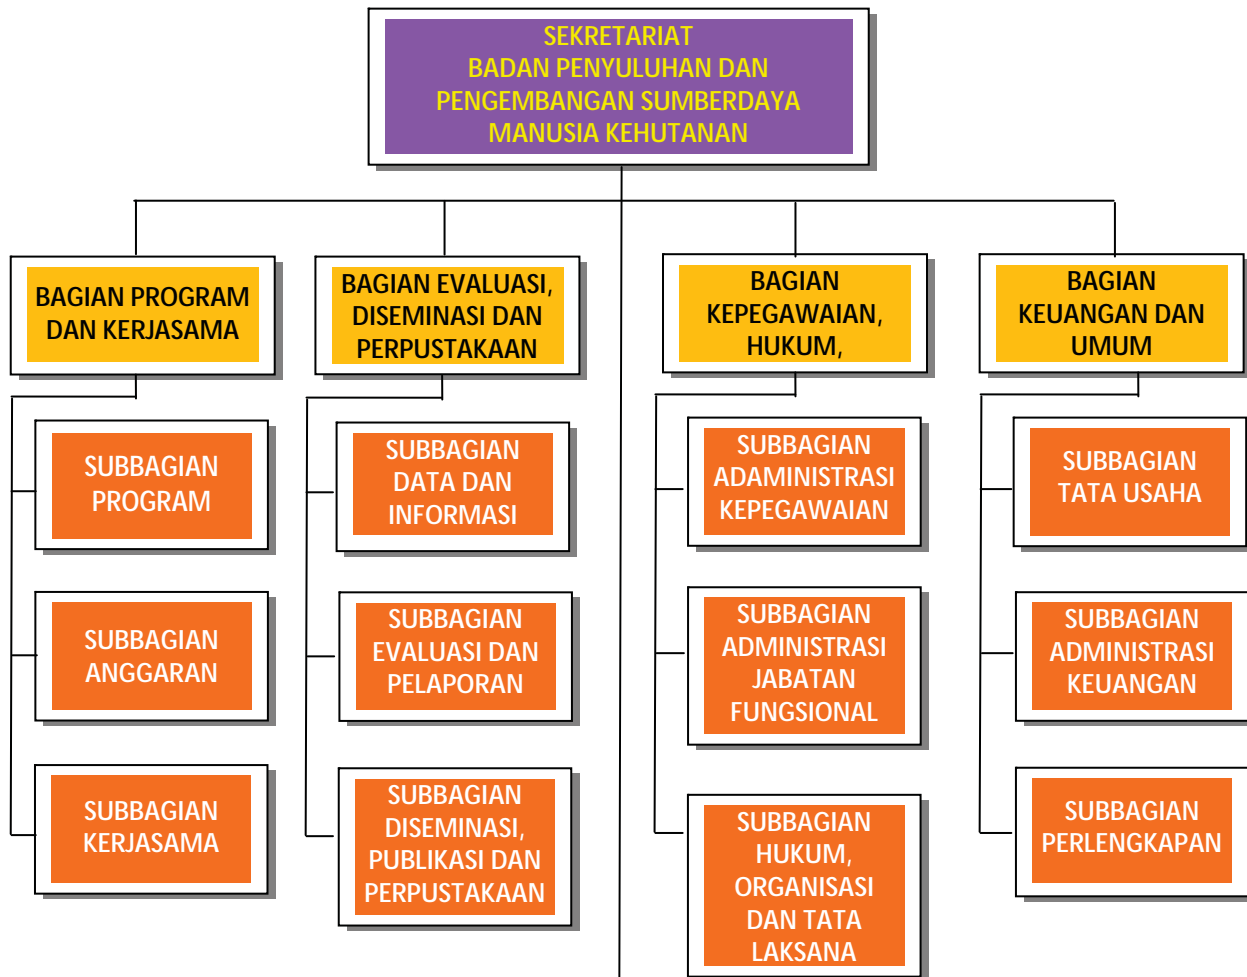 SEKRETARIAT
BADAN PENYULUHAN DAN
PENGEMBANGAN SUMBERDAYA
MANUSIA KEHUTANAN
BAGIAN PROGRAM
DAN KERJASAMA
BAGIAN EVALUASI,
DISEMINASI DAN
PERPUSTAKAAN
BAGIAN
KEPEGAWAIAN,
HUKUM,
BAGIAN
KEUANGAN DAN
UMUM
SUBBAGIAN
PROGRAM
SUBBAGIAN
DATA DAN
INFORMASI
SUBBAGIAN
ADAMINISTRASI
KEPEGAWAIAN
SUBBAGIAN
TATA USAHA
SUBBAGIAN
ANGGARAN
SUBBAGIAN
EVALUASI DAN
PELAPORAN
SUBBAGIAN
ADMINISTRASI
JABATAN
FUNGSIONAL
SUBBAGIAN
ADMINISTRASI
KEUANGAN
SUBBAGIAN
KERJASAMA
SUBBAGIAN
DISEMINASI,
PUBLIKASI DAN
PERPUSTAKAAN
SUBBAGIAN
HUKUM,
ORGANISASI
DAN TATA
LAKSANA
SUBBAGIAN
PERLENGKAPAN